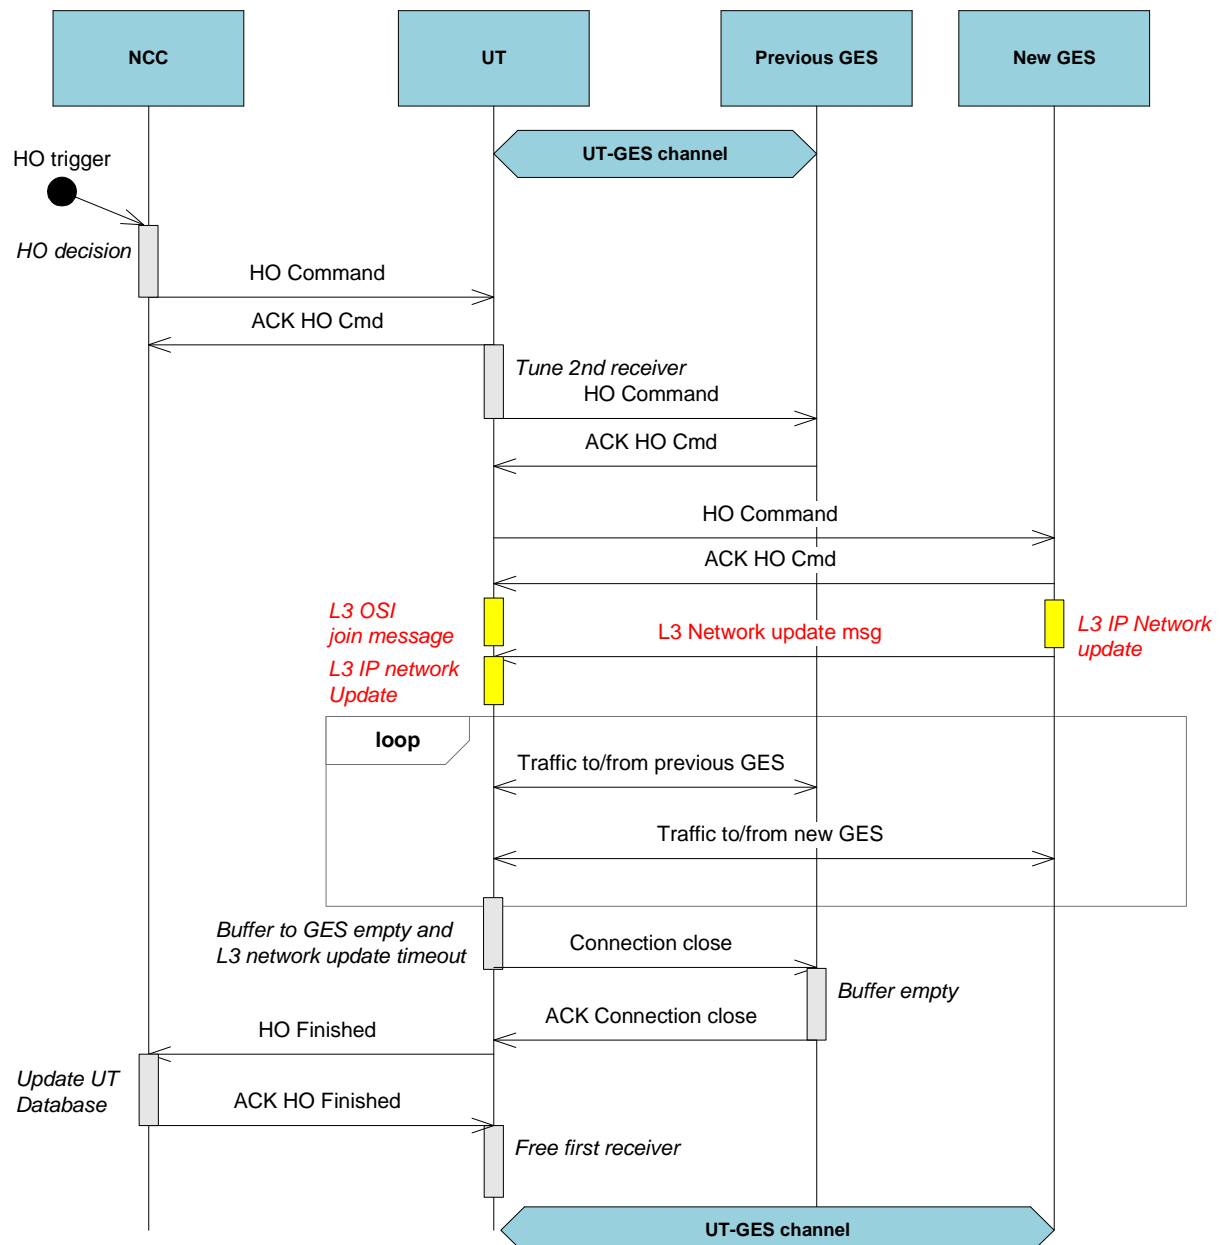 NCC
UT
Previous GES
New GES
UT-GES channel
HO trigger
HO decision
HO Command
ACK HO Cmd
Tune 2nd receiver
HO Command
ACK HO Cmd
HO Command
ACK HO Cmd
L3 OSI
join message
L3 Network update msg
L3 IP Network
update
L3 IP network
Update
loop
Traffic to/from previous GES
Traffic to/from new GES
Buffer to GES empty and
L3 network update timeout
Connection close
Buffer empty
ACK Connection close
HO Finished
Update UT
Database
ACK HO Finished
Free first receiver
UT-GES channel